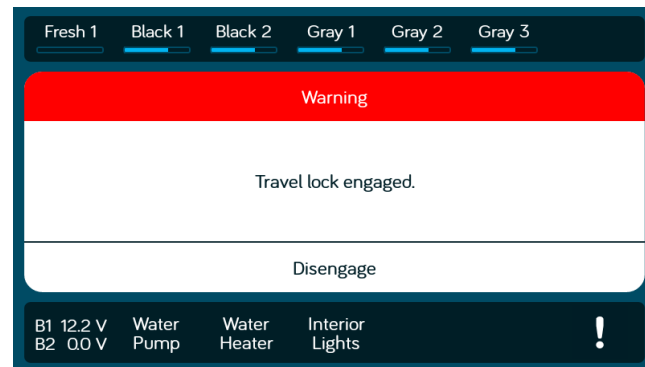 Fresh 1 Black 1 Black 2 Gray 1 Gray 2 Gray 3
Warning
Travel lock engaged.
Disengage
B1 12.2 V Water Water Interior
B2 0.0 V Pump Heater Lights !